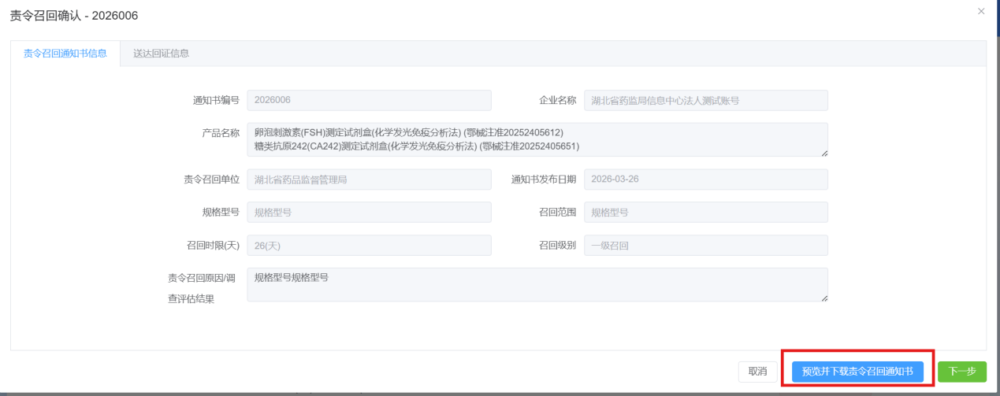 责令召回确认 - 2026006
责令召回通知书信息 送达回证信息
通知书编号 2026006 企业名称 湖北省药监局信息中心法人测试账号
产品名称 卵泡刺激素(FSH)测定试剂盒(化学发光免疫分析法) (鄂械注准20252405612)
糖类抗原242(CA242)测定试剂盒(化学发光免疫分析法) (鄂械注准20252405651)
责令召回单位 湖北省药品监督管理局 通知书发布日期 2026-03-26
规格型号 规格型号 召回范围 规格型号
召回时限(天) 26(天) 召回级别 一级召回
责令召回原因/调 规格型号规格型号
查评估结果
取消 预览并下载责令召回通知书 下一步